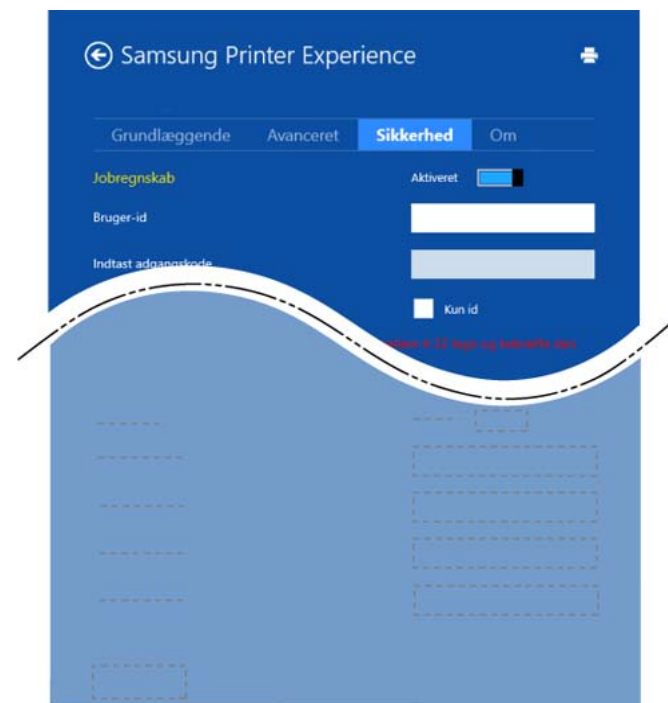 Samsung Printer Experience
Grundlæggende Avanceret Sikkerhed Om
Jobregnskab Aktiveret
Bruger-id
Indtast adgangskode
Kun id